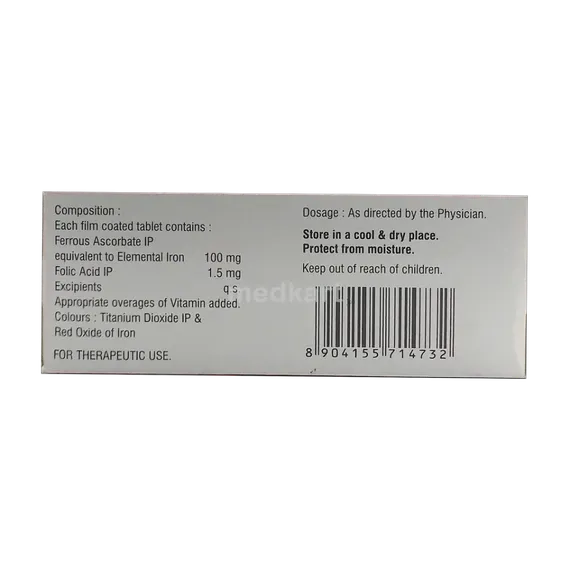 Composition :
Each film coated tablet contains :
Ferrous Ascorbate IP
equivalent to Elemental Iron 100 mg
Folic Acid IP 1.5 mg
Excipients q s
Appropriate overages of Vitamin added.
Colours : Titanium Dioxide IP &
Red Oxide of Iron
FOR THERAPEUTIC USE.
Dosage : As directed by the Physician.
Store in a cool & dry place.
Protect from moisture.
Keep out of reach of children.
8 904155 714732
medkart